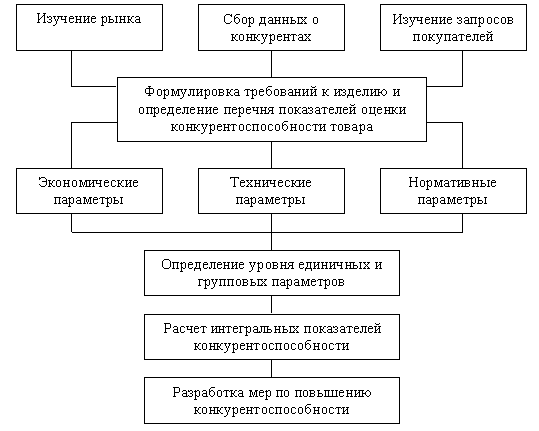 Изучение рынка
Сбор данных о
конкурентах
Изучение запросов
покупателей
Формулировка требований к изделию и
определение перечня показателей оценки
конкурентоспособности товара
Экономические
параметры
Технические
параметры
Нормативные
параметры
Определение уровня единичных и
групповых параметров
Расчет интегральных показателей
конкурентоспособности
Разработка мер по повышению
конкурентоспособности